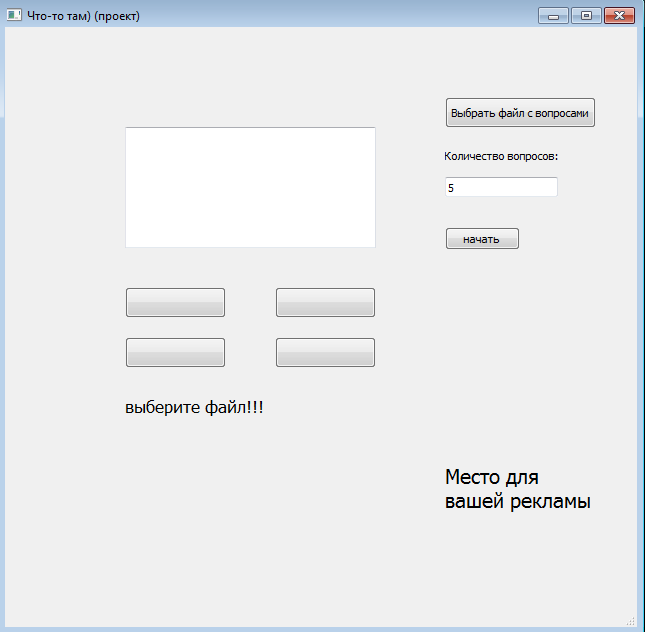 Что-то там) (проект)
Выбрать файл с вопросами
Количество вопросов:
5
начать
выберите файл!!!
Место для
вашей рекламы